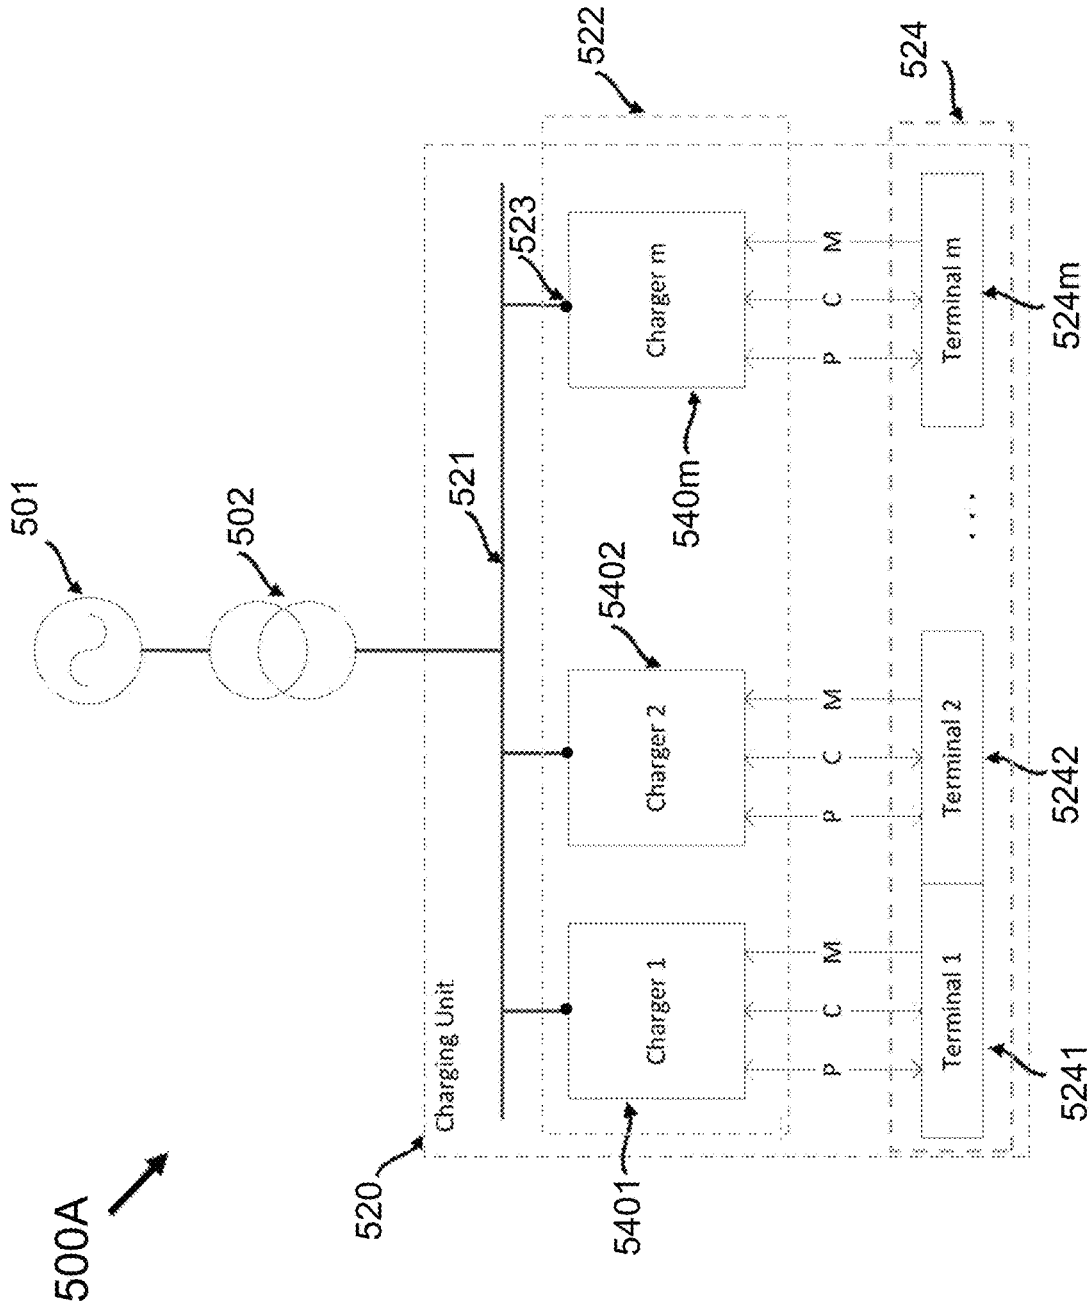 500A
501
502
520
Charging Unit
521
523
522
5401
Charger 1
Charger 2
5402
540m
Charger m
P
C
M
P
C
M
P
C
M
524
Terminal 1
Terminal 2
...
Terminal m
5241
5242
524m